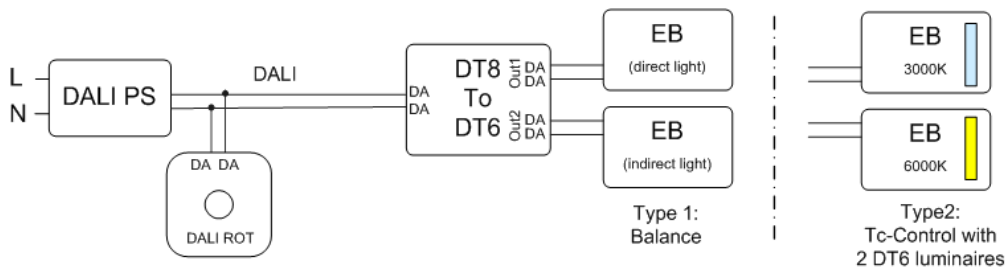 L
N
DALI PS
DALI
DA DA
DALI ROT
DA
DA
DT8
To
DT6
Out1
DA
DA
Out2
DA
DA
EB
(direct light)
EB
(indirect light)
Type 1:
Balance
EB
3000K
EB
6000K
Type2:
Tc-Control with
2 DT6 luminaires